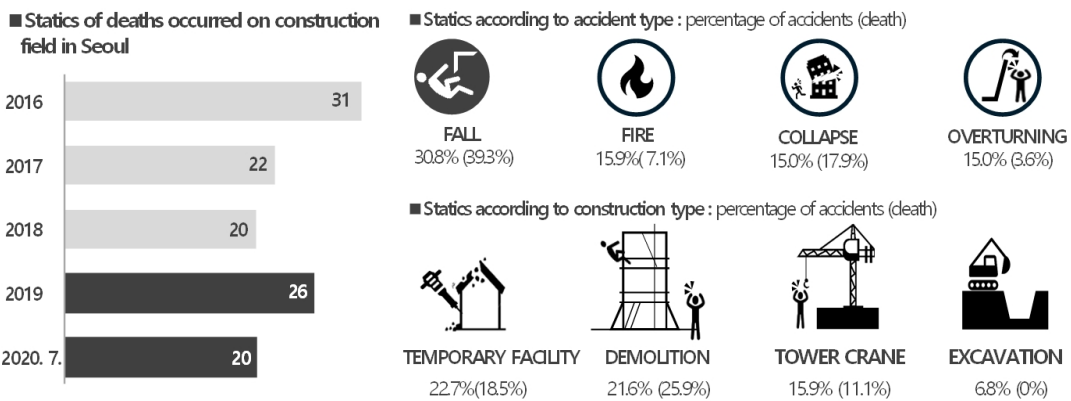 ■ Statics of deaths occurred on construction
field in Seoul
2016 31
2017 22
2018 20
2019 26
2020. 7. 20
■ Statics according to accident type : percentage of accidents (death)
FALL FIRE COLLAPSE OVERTURNING
30.8% (39.3%) 15.9%( 7.1%) 15.0% (17.9%) 15.0% (3.6%)
■ Statics according to construction type : percentage of accidents (death)
TEMPORARY FACILITY DEMOLITION TOWER CRANE EXCAVATION
22.7%(18.5%) 21.6% (25.9%) 15.9% (11.1%) 6.8% (0%)